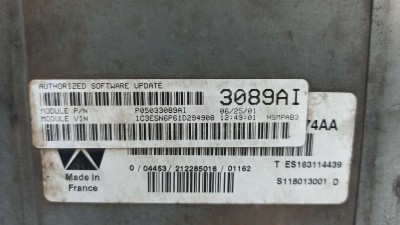 AUTHORIZED SOFTWARE UPDATE
3089AI
MODULE P/N P05033089AI 06/25/01
MODULE VIN 1C3ESN6P61D294908 12:49:01 HSMPAB3
74AA
Made In
France
T ES163114439
0 / 04453 / 212285016 / 01162
S118013001 D